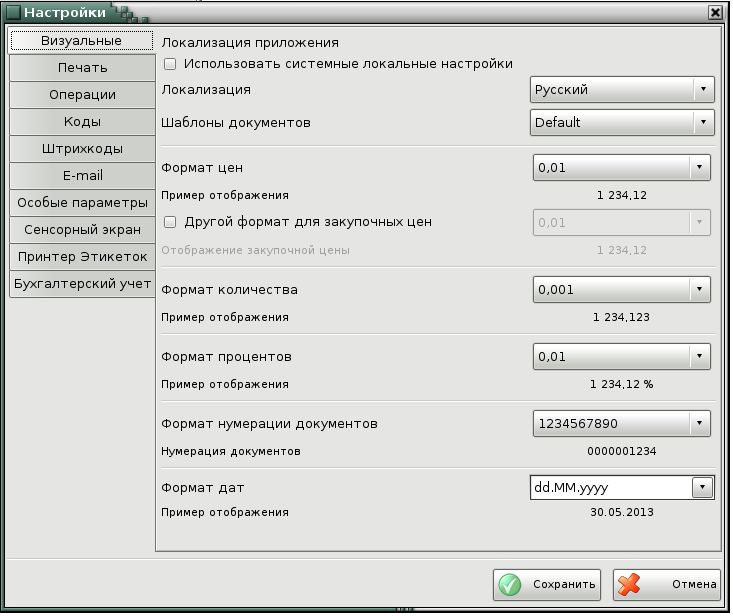 Настройки
Визуальные
Печать
Операции
Коды
Штрихкоды
E-mail
Особые параметры
Сенсорный экран
Принтер Этикеток
Бухгалтерский учет
Локализация приложения
Использовать системные локальные настройки
Локализация Русский
Шаблоны документов Default
Формат цен 0,01
Пример отображения 1 234,12
Другой формат для закупочных цен 0,01
Отображение закупочной цены 1 234,12
Формат количества 0,001
Пример отображения 1 234,123
Формат процентов 0,01
Пример отображения 1 234,12 %
Формат нумерации документов 1234567890
Нумерация документов 0000001234
Формат дат dd.MM.yyyy
Пример отображения 30.05.2013
Сохранить Отмена